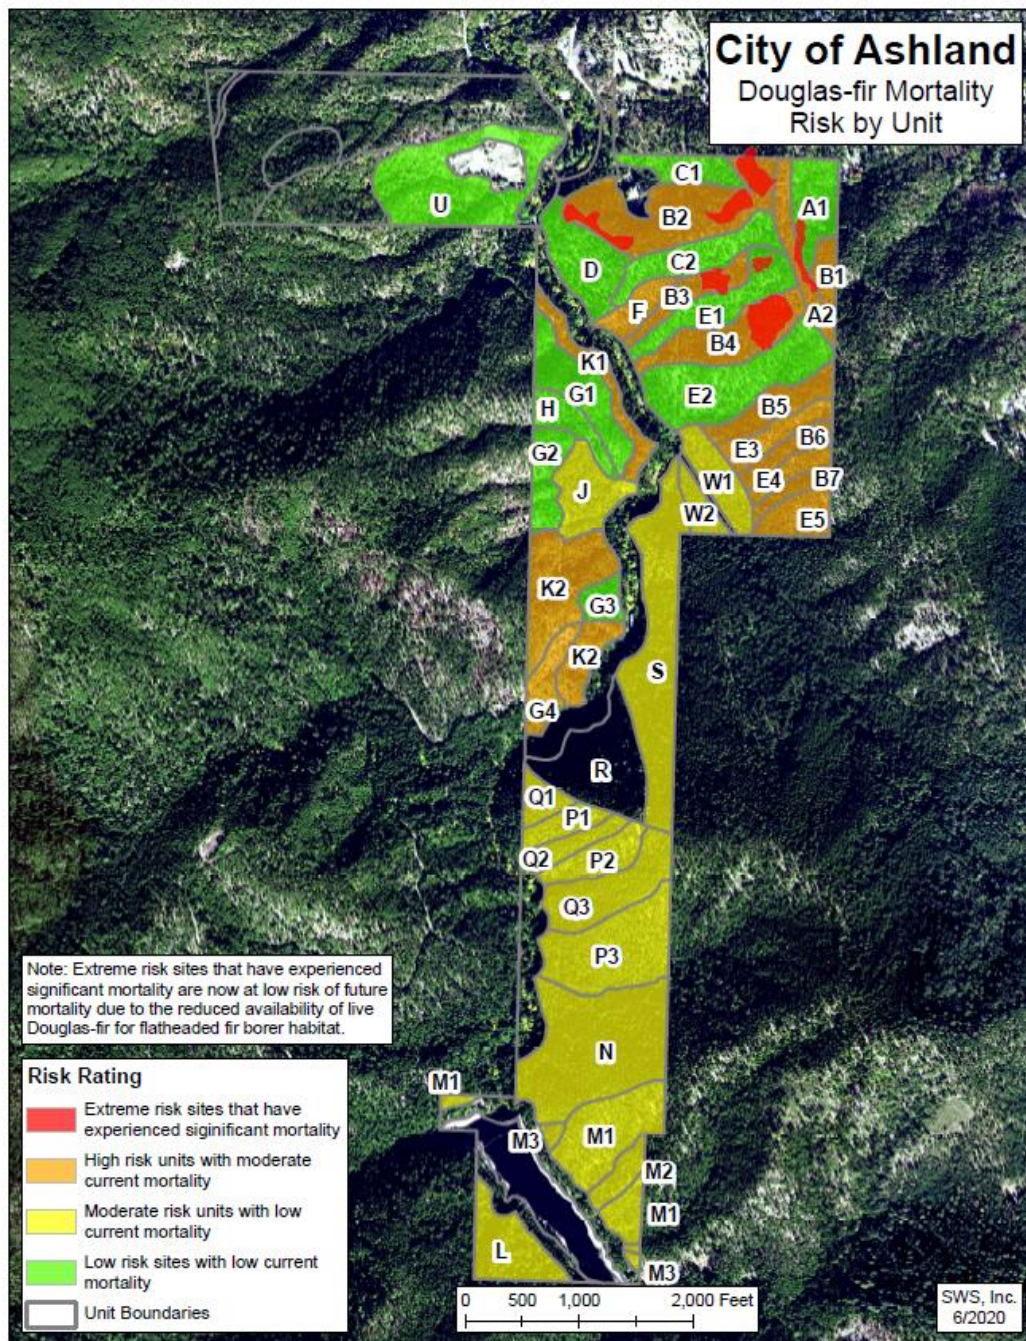 City of Ashland
Douglas-fir Mortality
Risk by Unit
C1
A1
U
B2
D
C2
B1
B3
F
E1
A2
B4
K1
G1
E2
H
B5
B6
G2
E3
W1
E4
B7
J
W2
E5
K2
G3
K2
S
G4
R
Q1
P1
Q2
P2
Q3
P3
Note: Extreme risk sites that have experienced
significant mortality are now at low risk of future
mortality due to the reduced availability of live
Douglas-fir for flatheaded fir borer habitat.
N
Risk Rating
M1
Extreme risk sites that have
experienced siginificant mortality
M3
M1
High risk units with moderate
current mortality
M2
Moderate risk units with low
current mortality
M1
L
Low risk sites with low current
mortality
M3
Unit Boundaries
0 500 1,000 2,000 Feet
SWS, Inc.
6/2020